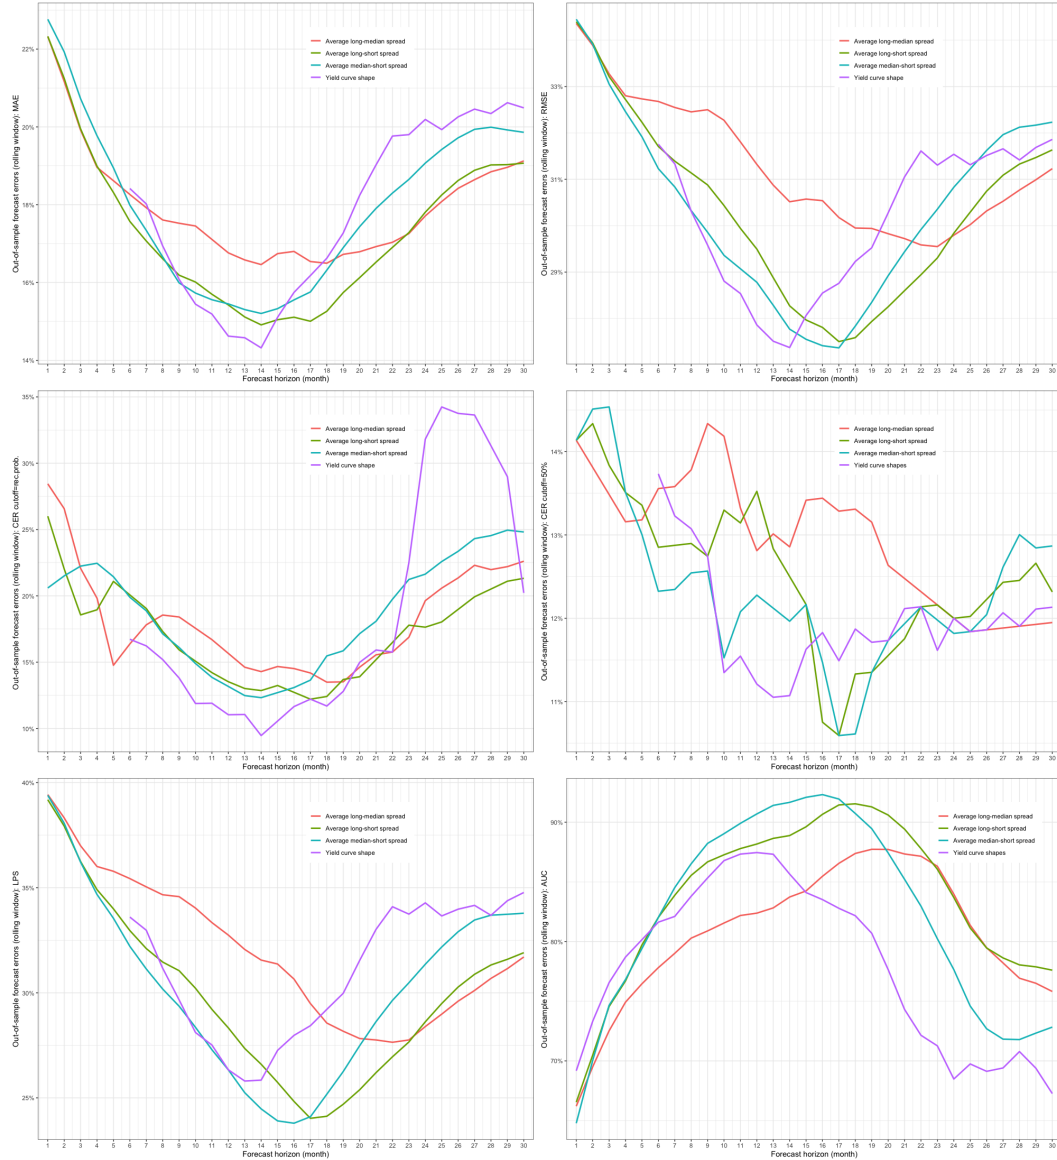 Out-of-sample forecast errors (rolling window): MAE
22%
20%
18%
16%
14%
Average long-median spread
Average long-short spread
Average median-short spread
Yield curve shape
1 2 3 4 5 6 7 8 9 10 11 12 13 14 15 16 17 18 19 20 21 22 23 24 25 26 27 28 29 30
Forecast horizon (month)
Out-of-sample forecast errors (rolling window): RMSE
33%
31%
29%
Average long-median spread
Average long-short spread
Average median-short spread
Yield curve shape
1 2 3 4 5 6 7 8 9 10 11 12 13 14 15 16 17 18 19 20 21 22 23 24 25 26 27 28 29 30
Forecast horizon (month)
Out-of-sample forecast errors (rolling window): CER cutoff=rec.prob.
35%
30%
25%
20%
15%
10%
Average long-median spread
Average long-short spread
Average median-short spread
Yield curve shape
1 2 3 4 5 6 7 8 9 10 11 12 13 14 15 16 17 18 19 20 21 22 23 24 25 26 27 28 29 30
Forecast horizon (month)
Out-of-sample forecast errors (rolling window): CER cutoff=50%
14%
13%
12%
11%
Average long-median spread
Average long-short spread
Average median-short spread
Yield curve shapes
1 2 3 4 5 6 7 8 9 10 11 12 13 14 15 16 17 18 19 20 21 22 23 24 25 26 27 28 29 30
Forecast horizon (month)
Out-of-sample forecast errors (rolling window): LPS
40%
35%
30%
25%
Average long-median spread
Average long-short spread
Average median-short spread
Yield curve shape
1 2 3 4 5 6 7 8 9 10 11 12 13 14 15 16 17 18 19 20 21 22 23 24 25 26 27 28 29 30
Forecast horizon (month)
Out-of-sample forecast errors (rolling window): AUC
90%
80%
70%
Average long-median spread
Average long-short spread
Average median-short spread
Yield curve shapes
1 2 3 4 5 6 7 8 9 10 11 12 13 14 15 16 17 18 19 20 21 22 23 24 25 26 27 28 29 30
Forecast horizon (month)